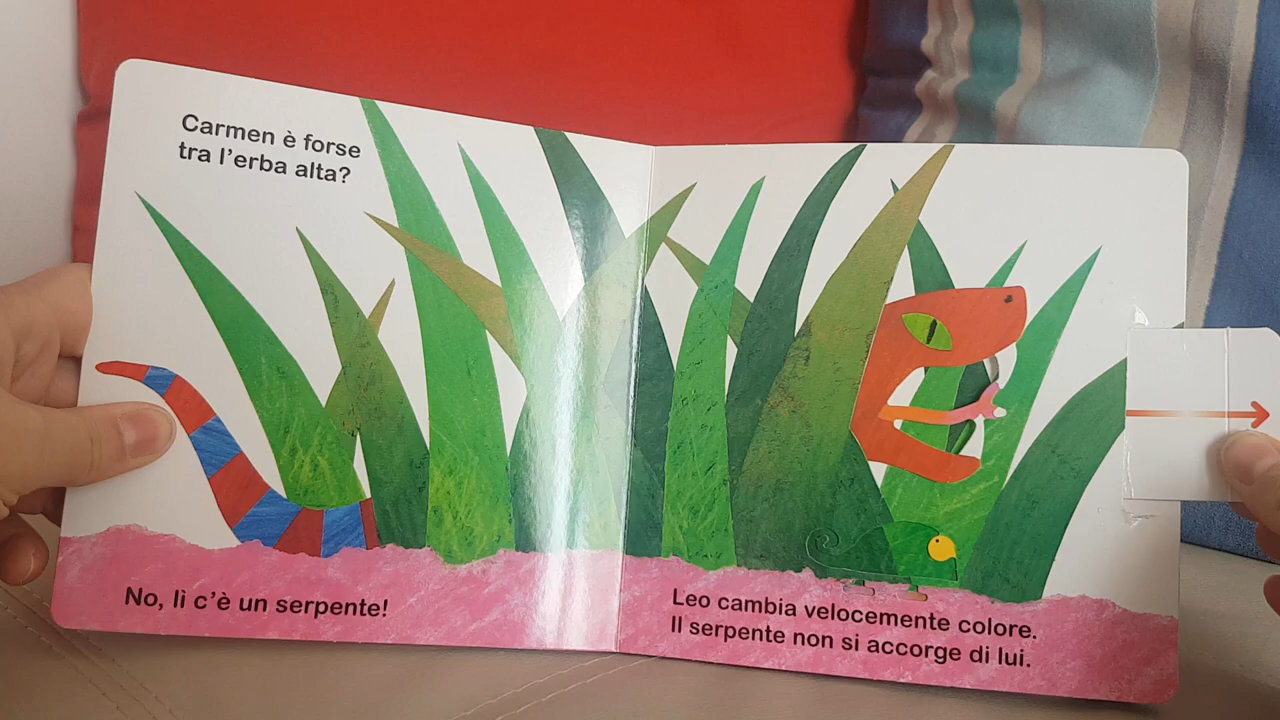 Carmen è forse
tra l'erba alta?
No, lì c'è un serpente!
Leo cambia velocemente colore.
Il serpente non si accorge di lui.